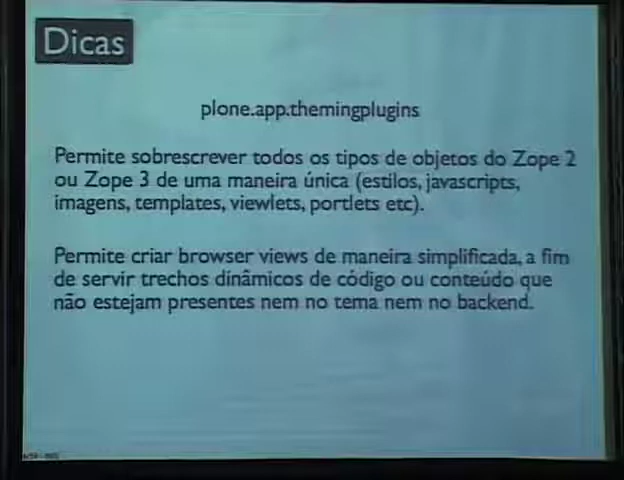 Dicas
plone.app.themingplugins
Permite sobrescrever todos os tipos de objetos do Zope 2
ou Zope 3 de uma maneira única (estilos, javascripts,
imagens, templates, viewlets, portlets etc).
Permite criar browser views de maneira simplificada, a fim
de servir trechos dinâmicos de código ou conteúdo que
não estejam presentes nem no tema nem no backend.